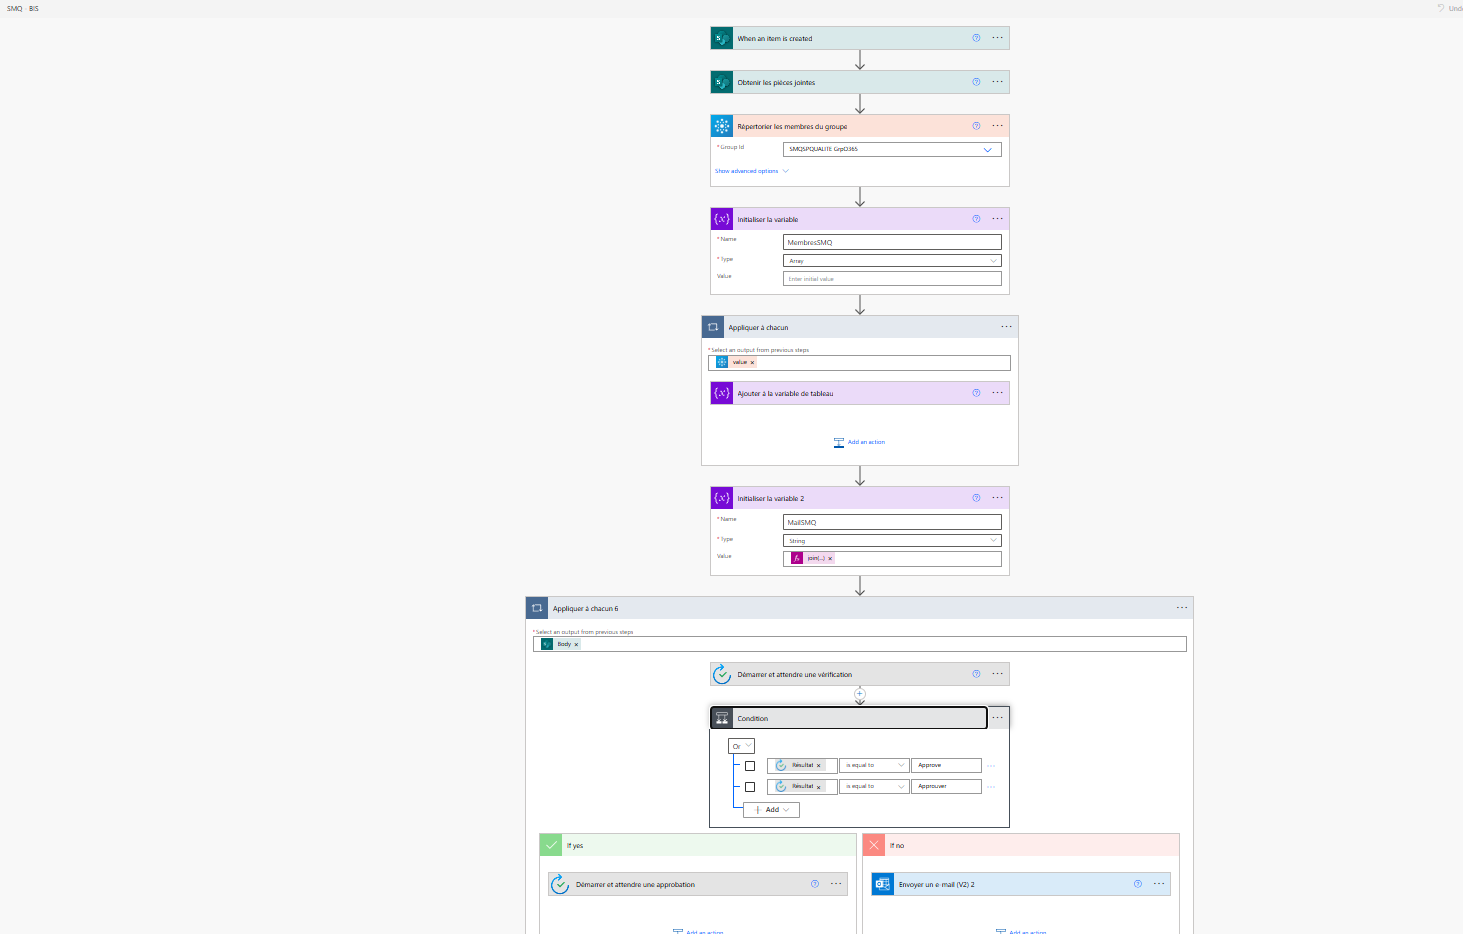 SMQ - BIS
Undo
When an item is created
Obtenir les pièces jointes
Répertorier les membres du groupe
* Group Id
SMQSPQUALITE GrpO365
Show advanced options
{x} Initialiser la variable
* Name
MembresSMQ
* Type
Array
Value
Enter initial value
Appliquer à chacun
* Select an output from previous steps
value ×
{x} Ajouter à la variable de tableau
Add an action
{x} Initialiser la variable 2
* Name
MailSMQ
* Type
String
Value
fx join(...) ×
Appliquer à chacun 6
* Select an output from previous steps
Body ×
Démarrer et attendre une vérification
Condition
Or
Résultat × is equal to Approve
Résultat × is equal to Approuver
+ Add
If yes
If no
Démarrer et attendre une approbation
Envoyer un e-mail (V2) 2
Add an action
Add an action